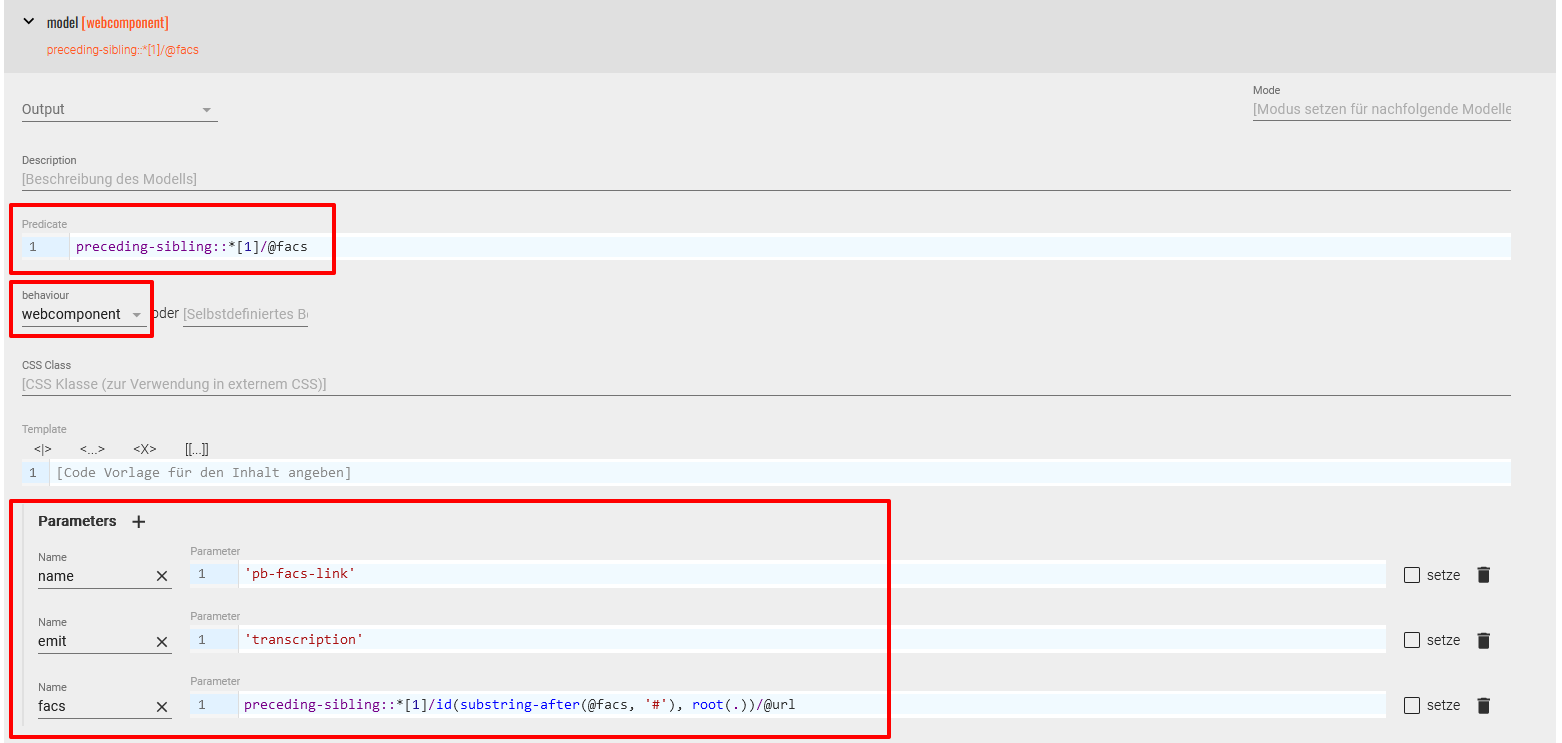 model [webcomponent]
preceding-sibling::*[1]/@facs
Output
Mode
[Modus setzen für nachfolgende Modelle
Description
[Beschreibung des Modells]
Predicate
1 preceding-sibling::*[1]/@facs
behaviour
webcomponent oder [Selbstdefiniertes Be
CSS Class
[CSS Klasse (zur Verwendung in externem CSS)]
Template
<|> <...> <X> [[...]]
1 [Code Vorlage für den Inhalt angeben]
Parameters +
Name Parameter
name 1 'pb-facs-link' setze
Name Parameter
emit 1 'transcription' setze
Name Parameter
facs 1 preceding-sibling::*[1]/id(substring-after(@facs, '#'), root(.))/@url setze